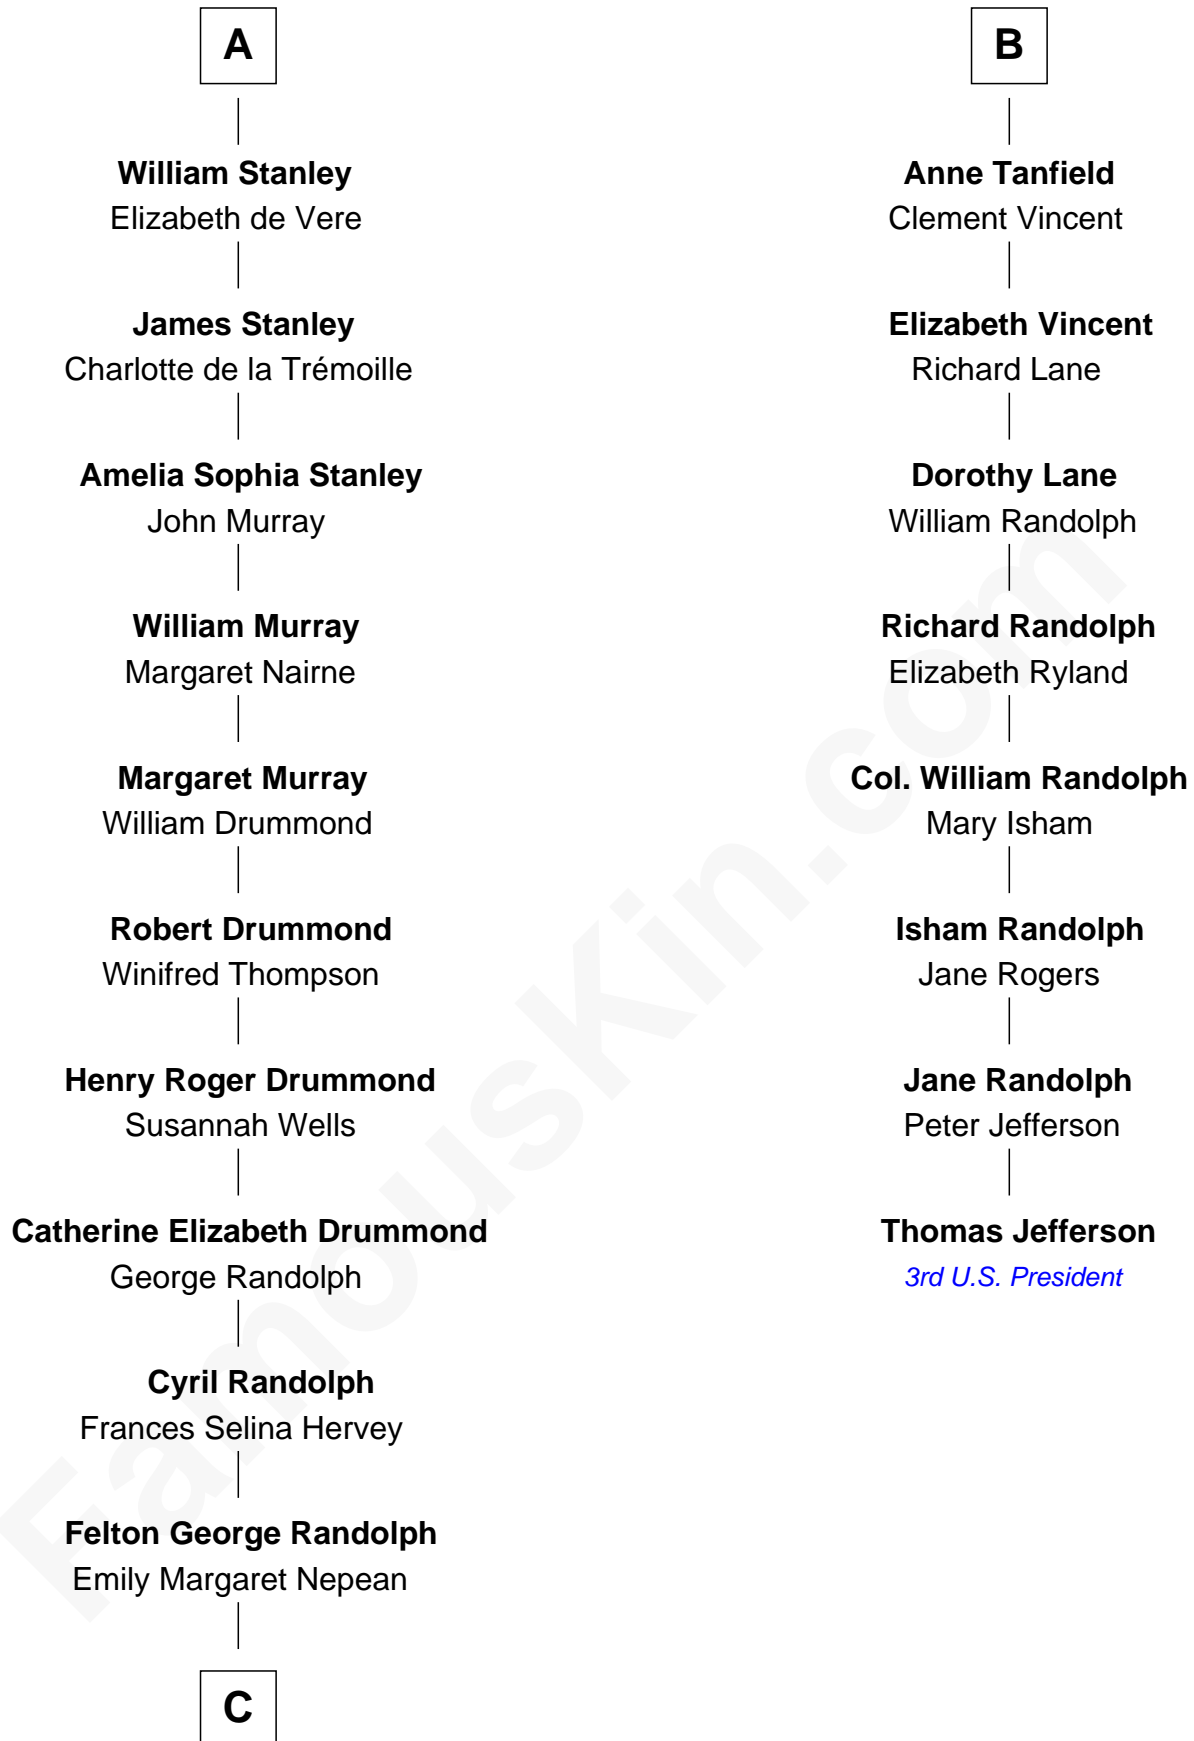 A
William Stanley
Elizabeth de Vere
James Stanley
Charlotte de la Trémoille
Amelia Sophia Stanley
John Murray
William Murray
Margaret Nairne
Margaret Murray
William Drummond
Robert Drummond
Winifred Thompson
Henry Roger Drummond
Susannah Wells
Catherine Elizabeth Drummond
George Randolph
Cyril Randolph
Frances Selina Hervey
Felton George Randolph
Emily Margaret Nepean
C
B
Anne Tanfield
Clement Vincent
Elizabeth Vincent
Richard Lane
Dorothy Lane
William Randolph
Richard Randolph
Elizabeth Ryland
Col. William Randolph
Mary Isham
Isham Randolph
Jane Rogers
Jane Randolph
Peter Jefferson
Thomas Jefferson
3rd U.S. President
FamousKin.com